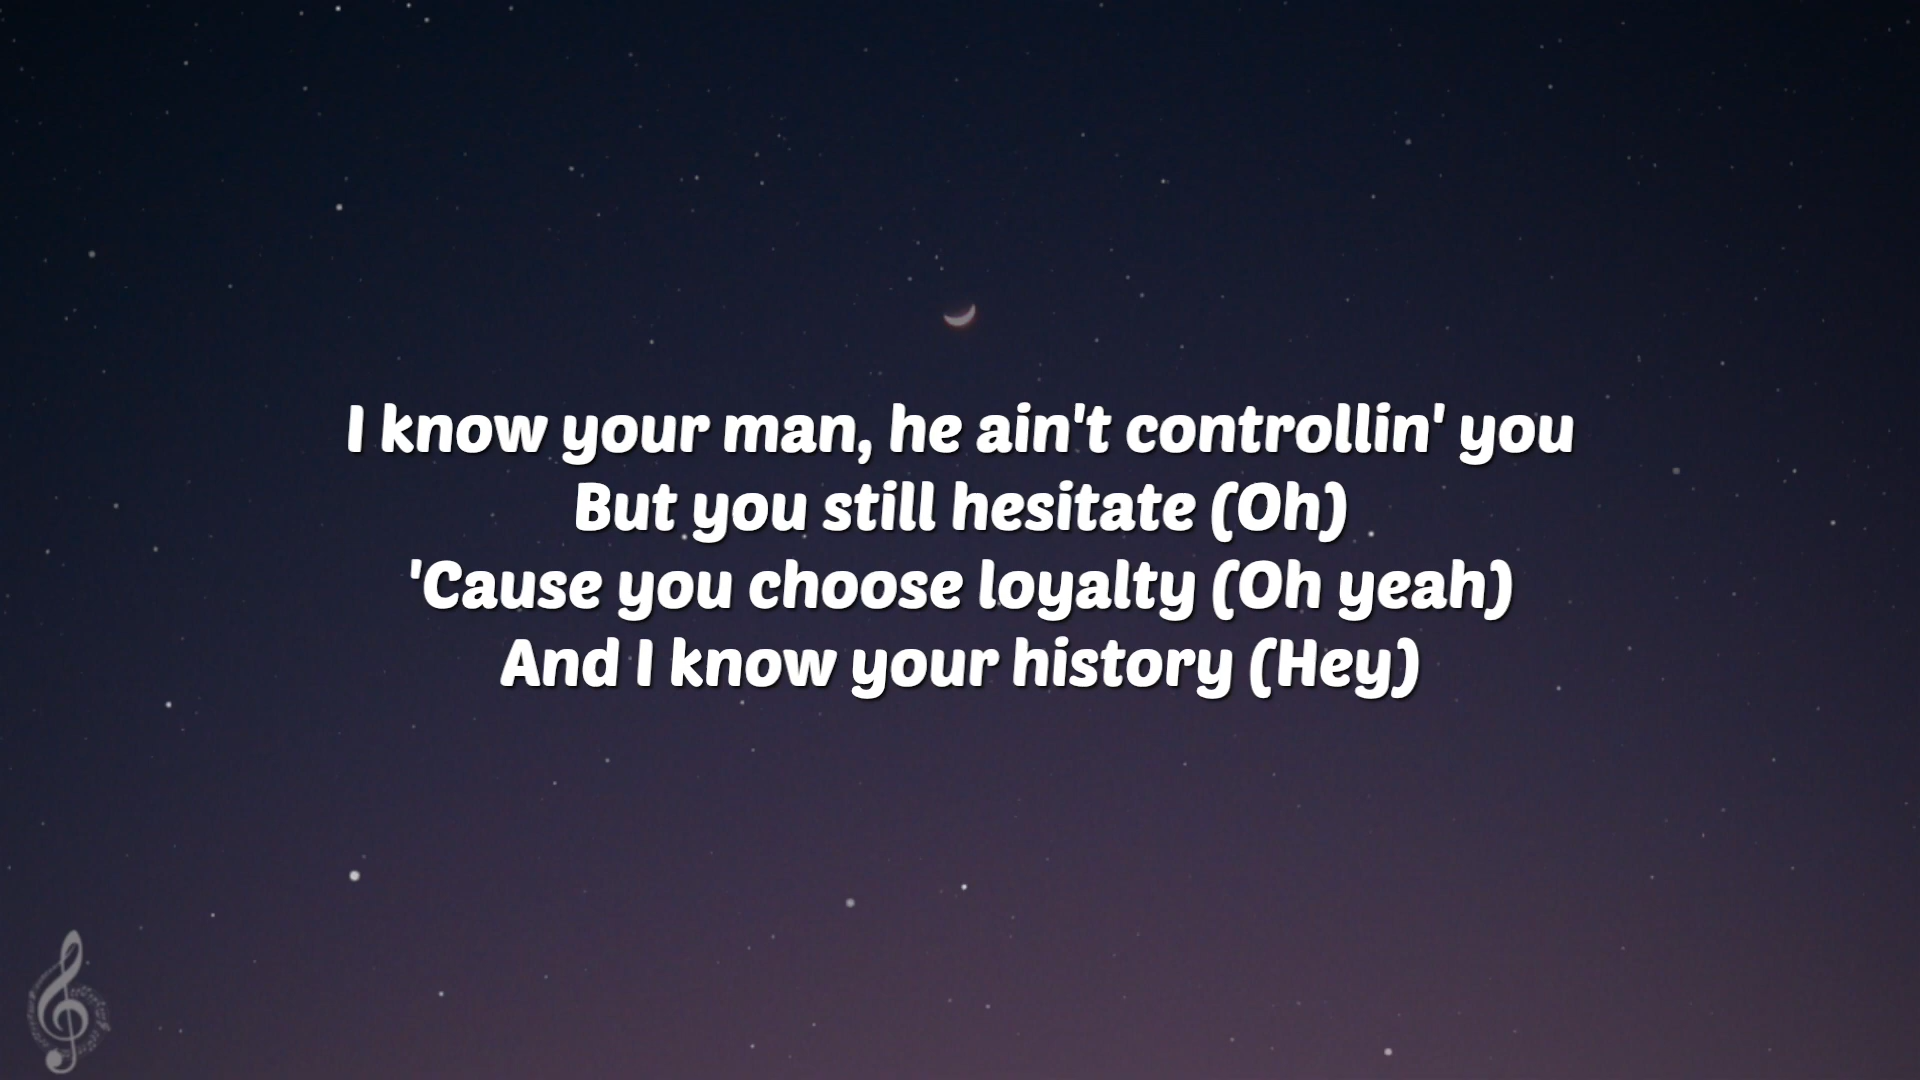 I know your man, he ain't controllin' you
But you still hesitate (Oh)
'Cause you choose loyalty (Oh yeah)
And I know your history (Hey)